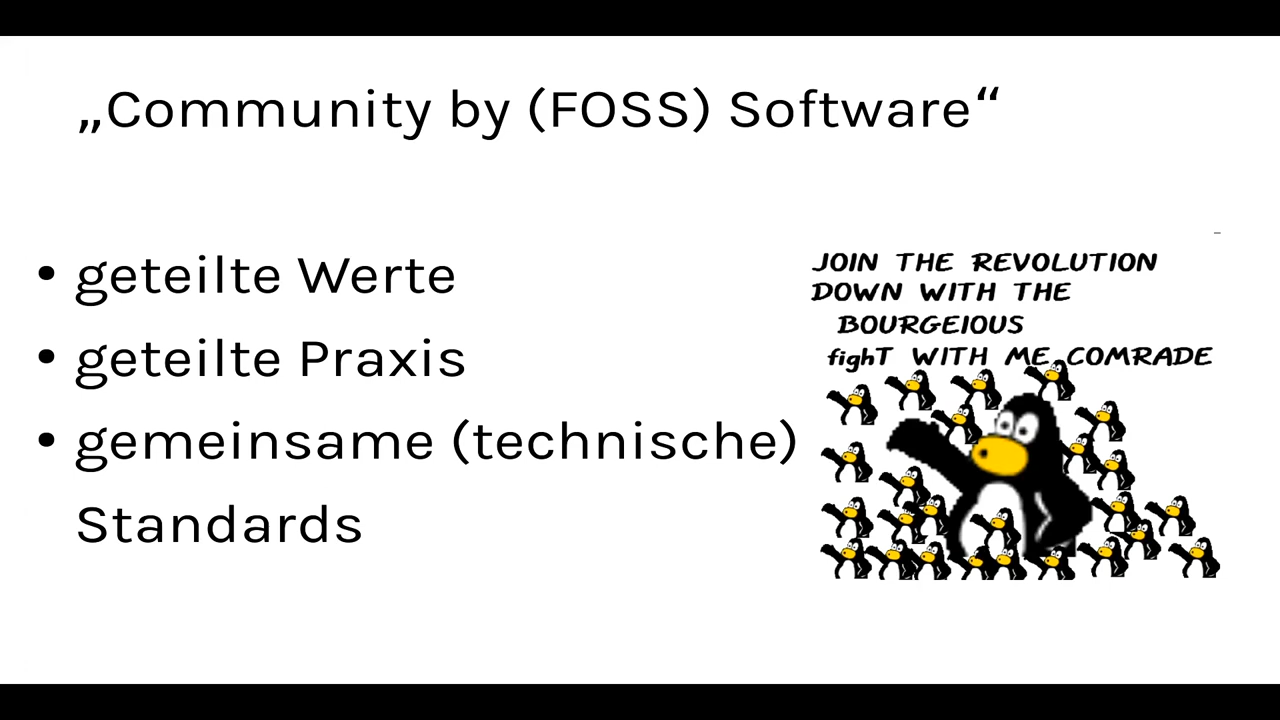 „Community by (FOSS) Software“
• geteilte Werte
• geteilte Praxis
• gemeinsame (technische)
Standards
JOIN THE REVOLUTION
DOWN WITH THE
BOURGEIOUS
fighT WITH ME COMRADE